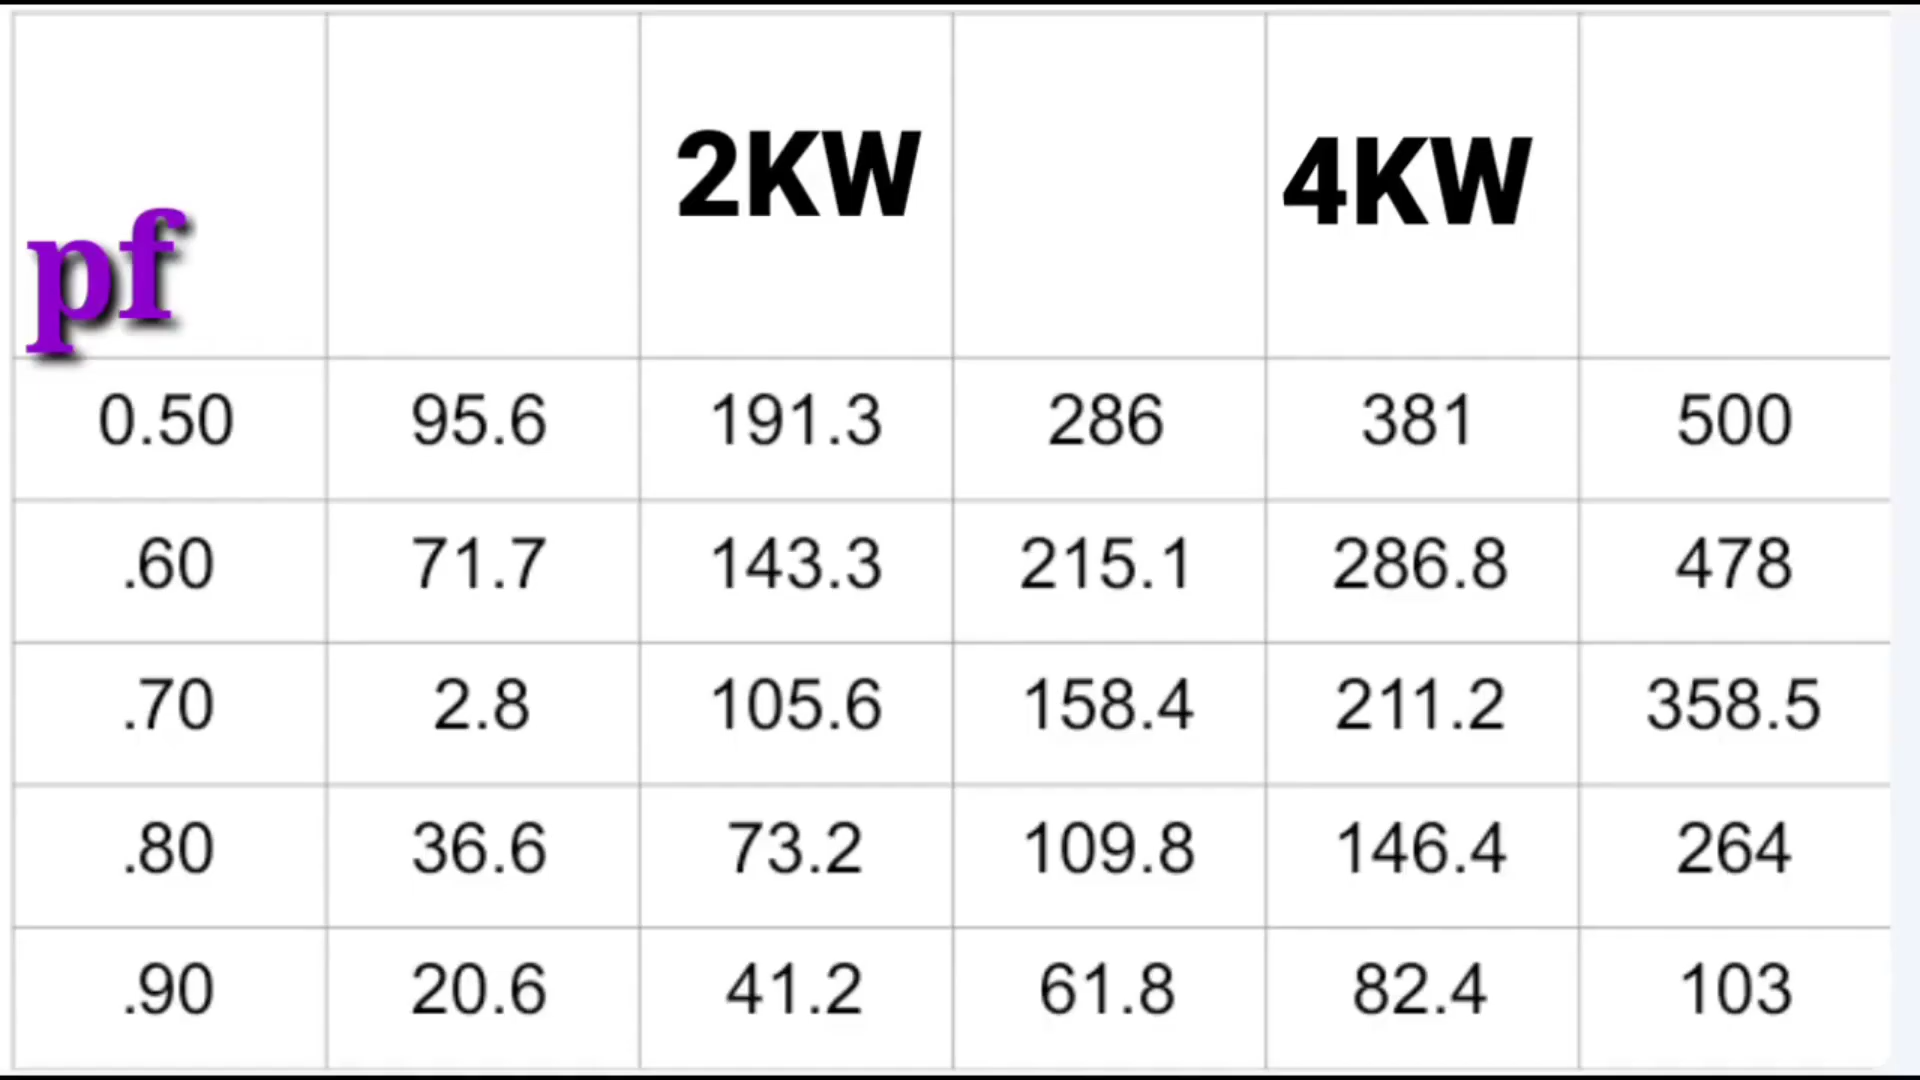 2KW 4KW
pf
0.50 95.6 191.3 286 381 500
.60 71.7 143.3 215.1 286.8 478
.70 2.8 105.6 158.4 211.2 358.5
.80 36.6 73.2 109.8 146.4 264
.90 20.6 41.2 61.8 82.4 103